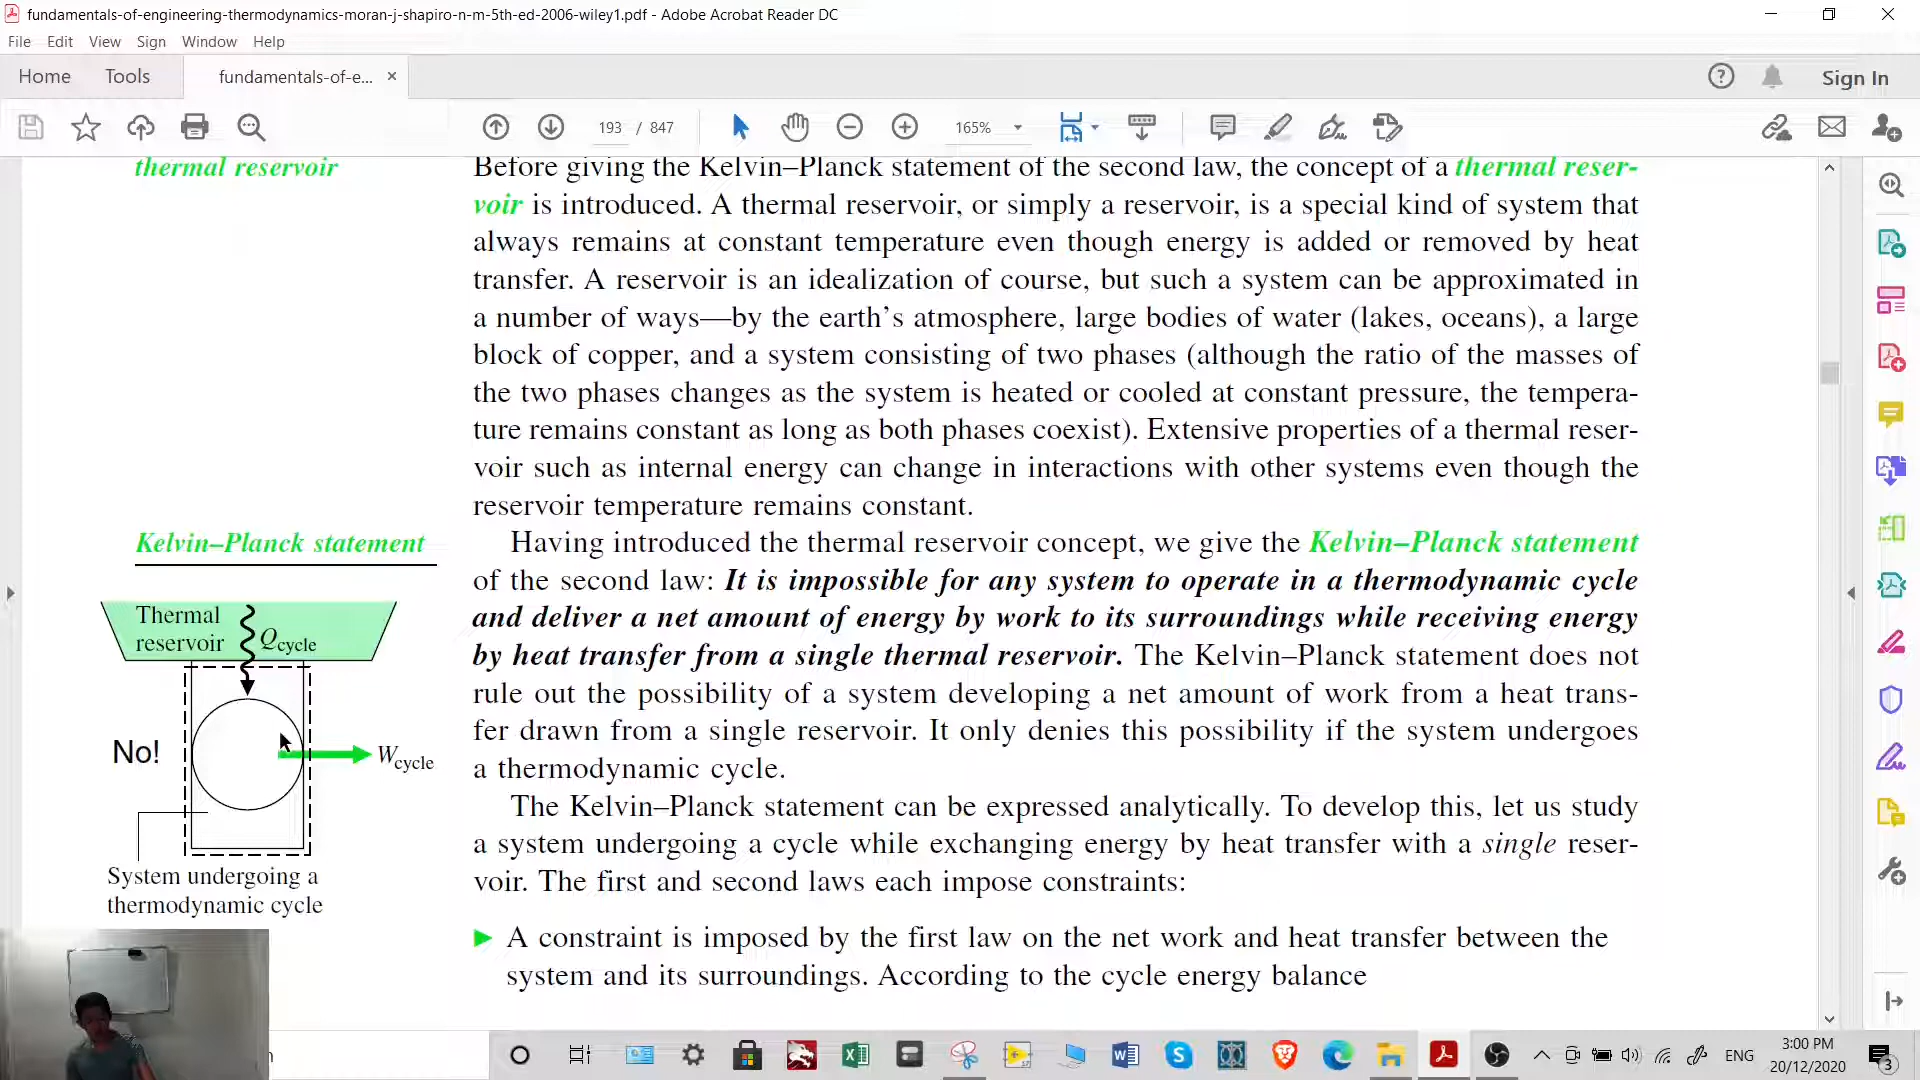 fundamentals-of-engineering-thermodynamics-moran-j-shapiro-n-m-5th-ed-2006-wiley1.pdf - Adobe Acrobat Reader DC
File Edit View Sign Window Help
Home Tools fundamentals-of-e... ×
Sign In
193 / 847
165%
thermal reservoir
Before giving the Kelvin–Planck statement of the second law, the concept of a thermal reser-
voir is introduced. A thermal reservoir, or simply a reservoir, is a special kind of system that
always remains at constant temperature even though energy is added or removed by heat
transfer. A reservoir is an idealization of course, but such a system can be approximated in
a number of ways—by the earth's atmosphere, large bodies of water (lakes, oceans), a large
block of copper, and a system consisting of two phases (although the ratio of the masses of
the two phases changes as the system is heated or cooled at constant pressure, the tempera-
ture remains constant as long as both phases coexist). Extensive properties of a thermal reser-
voir such as internal energy can change in interactions with other systems even though the
reservoir temperature remains constant.
Having introduced the thermal reservoir concept, we give the Kelvin–Planck statement
of the second law: It is impossible for any system to operate in a thermodynamic cycle
and deliver a net amount of energy by work to its surroundings while receiving energy
by heat transfer from a single thermal reservoir. The Kelvin–Planck statement does not
rule out the possibility of a system developing a net amount of work from a heat trans-
fer drawn from a single reservoir. It only denies this possibility if the system undergoes
a thermodynamic cycle.
The Kelvin–Planck statement can be expressed analytically. To develop this, let us study
a system undergoing a cycle while exchanging energy by heat transfer with a single reser-
voir. The first and second laws each impose constraints:
► A constraint is imposed by the first law on the net work and heat transfer between the
system and its surroundings. According to the cycle energy balance
Kelvin–Planck statement
Thermal
reservoir
Qcycle
No!
Wcycle
System undergoing a
thermodynamic cycle
ENG
3:00 PM
20/12/2020
3